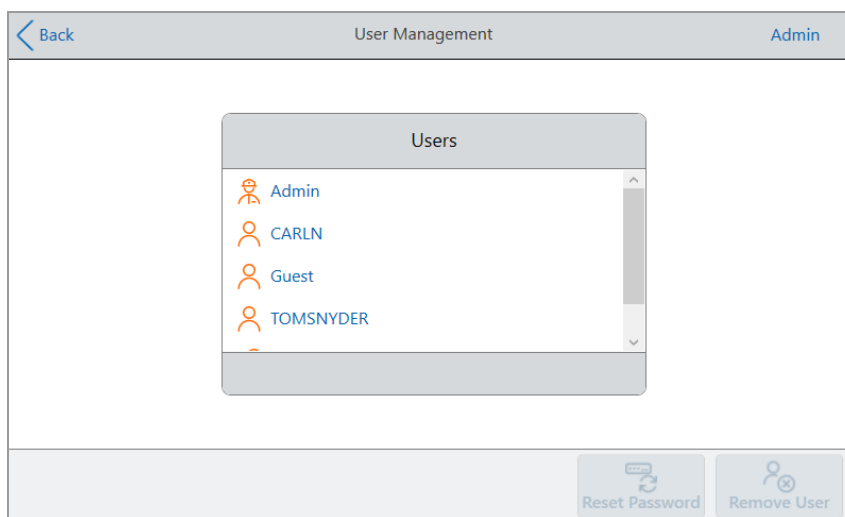 Back User Management Admin
Users
Admin
CARLN
Guest
TOMSNYDER
Reset Password Remove User